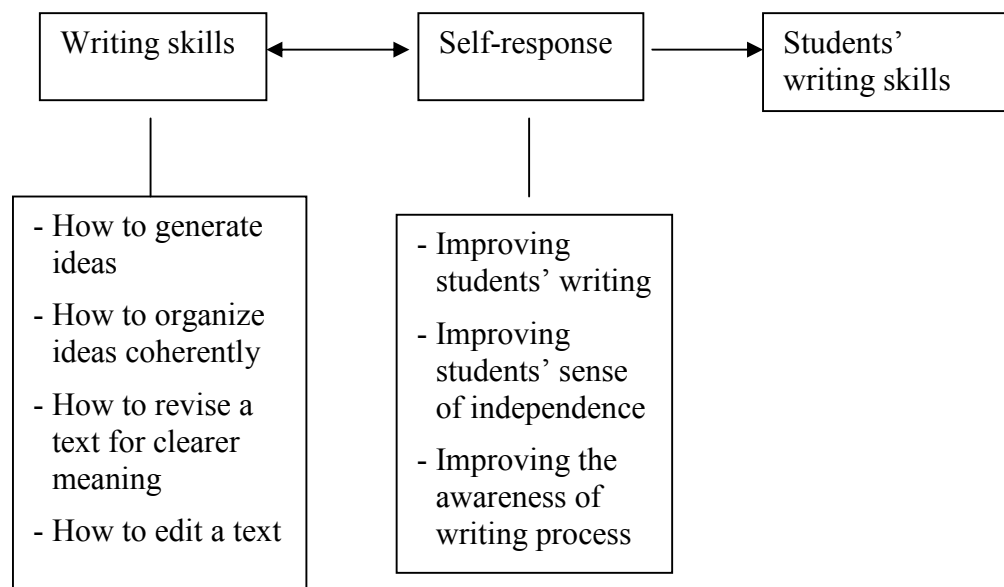 Writing skills
Self-response
Students’
writing skills
- How to generate
ideas
- How to organize
ideas coherently
- How to revise a
text for clearer
meaning
- How to edit a text
- Improving
students’ writing
- Improving
students’ sense
of independence
- Improving the
awareness of
writing process